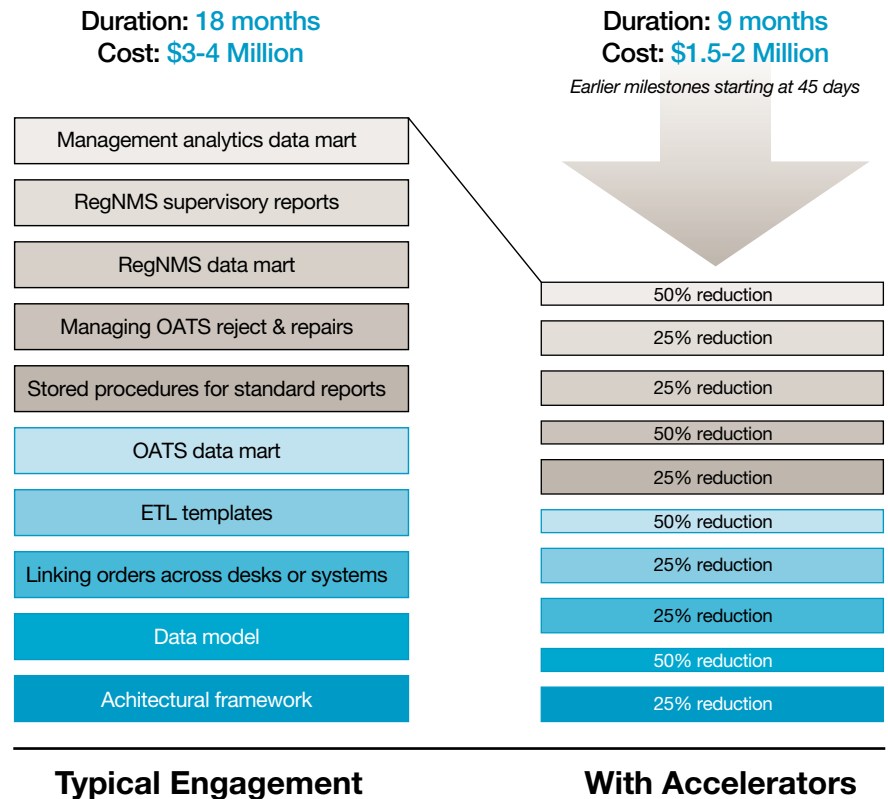 Duration: 18 months
Cost: $3-4 Million
Management analytics data mart
RegNMS supervisory reports
RegNMS data mart
Managing OATS reject & repairs
Stored procedures for standard reports
OATS data mart
ETL templates
Linking orders across desks or systems
Data model
Achitectural framework
Typical Engagement
Duration: 9 months
Cost: $1.5-2 Million
Earlier milestones starting at 45 days
50% reduction
25% reduction
25% reduction
50% reduction
25% reduction
50% reduction
25% reduction
25% reduction
50% reduction
25% reduction
With Accelerators